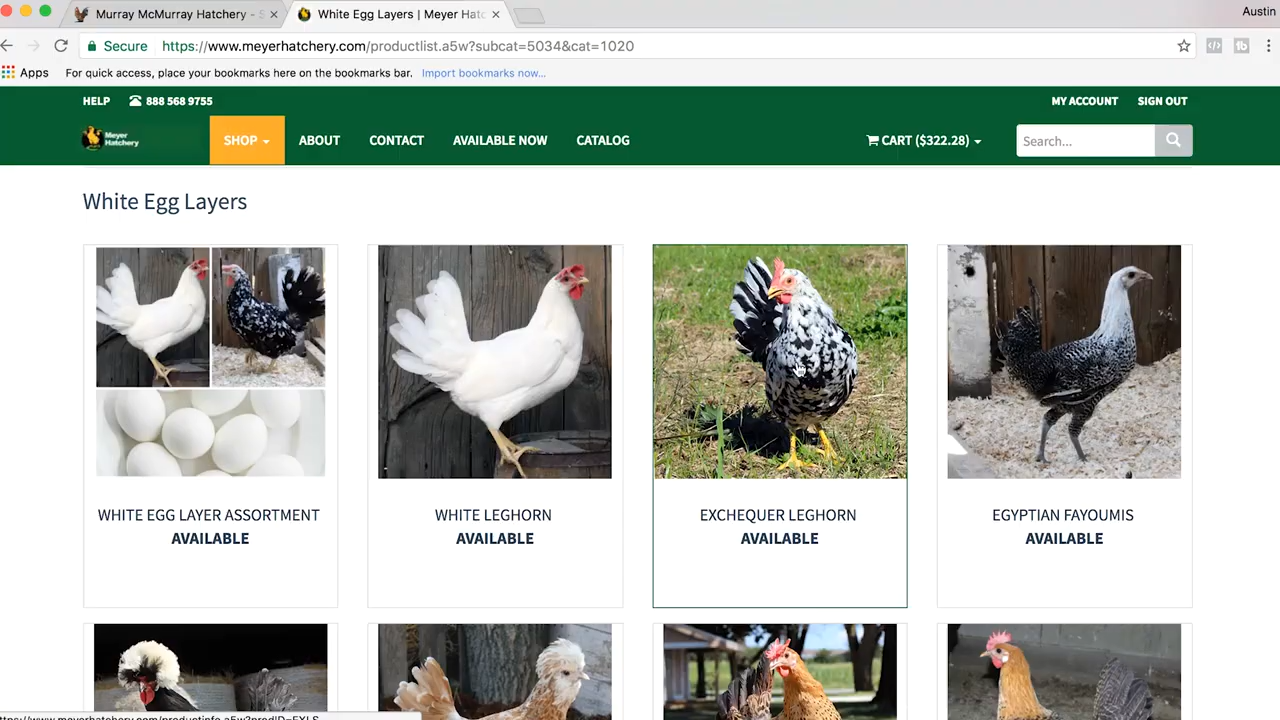 Murray McMurray Hatchery - S
White Egg Layers | Meyer Hatc
Austin
Secure
https://www.meyerhatchery.com/productlist.a5w?subcat=5034&cat=1020
Apps
For quick access, place your bookmarks here on the bookmarks bar. Import bookmarks now...
HELP
888 568 9755
MY ACCOUNT
SIGN OUT
Meyer
Hatchery
SHOP
ABOUT
CONTACT
AVAILABLE NOW
CATALOG
CART ($322.28)
Search...
White Egg Layers
WHITE EGG LAYER ASSORTMENT
AVAILABLE
WHITE LEGHORN
AVAILABLE
EXCHEQUER LEGHORN
AVAILABLE
EGYPTIAN FAYOUMIS
AVAILABLE